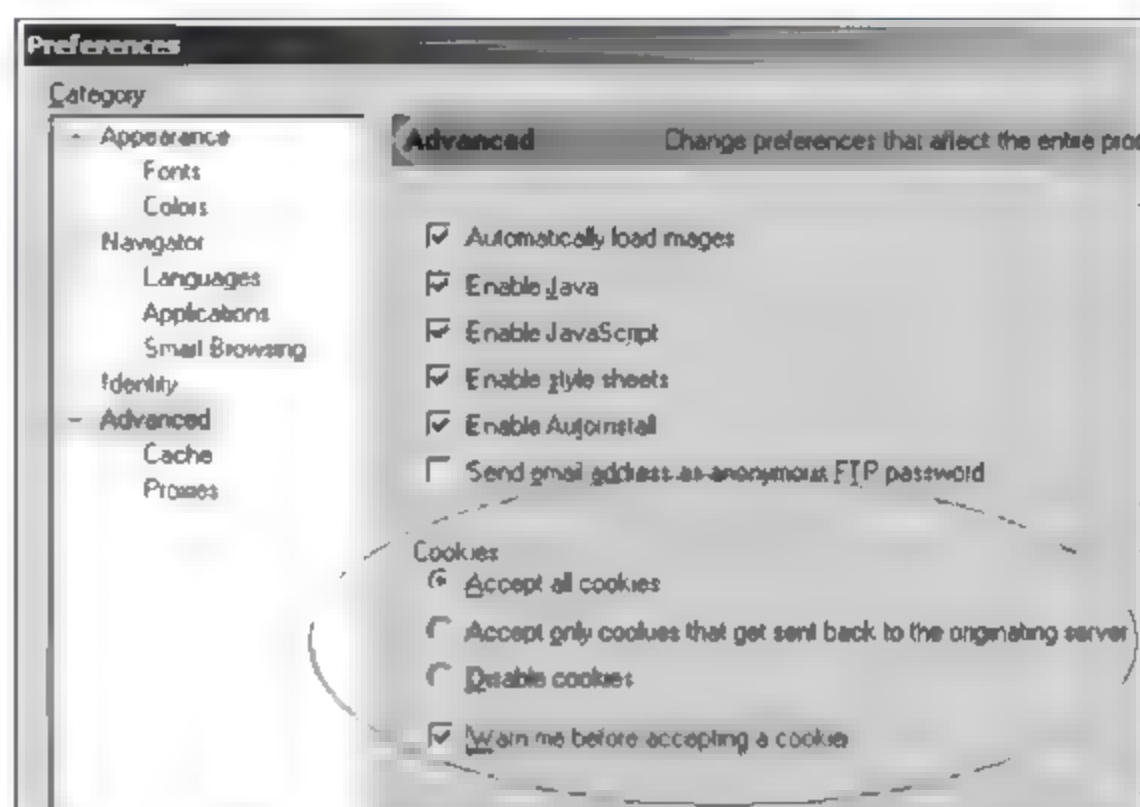 Preferences
Category
Appearance
Fonts
Colors
Navigator
Languages
Applications
Smart Browsing
Identity
Advanced
Cache
Proxies
Advanced Change preferences that affect the entire
Automatically load images
Enable Java
Enable JavaScript
Enable style sheets
Enable AutoInstall
Send email address as anonymous FTP password
Cookies
Accept all cookies
Accept only cookies that get sent back to the originating server
Disable cookies
Warn me before accepting a cookie